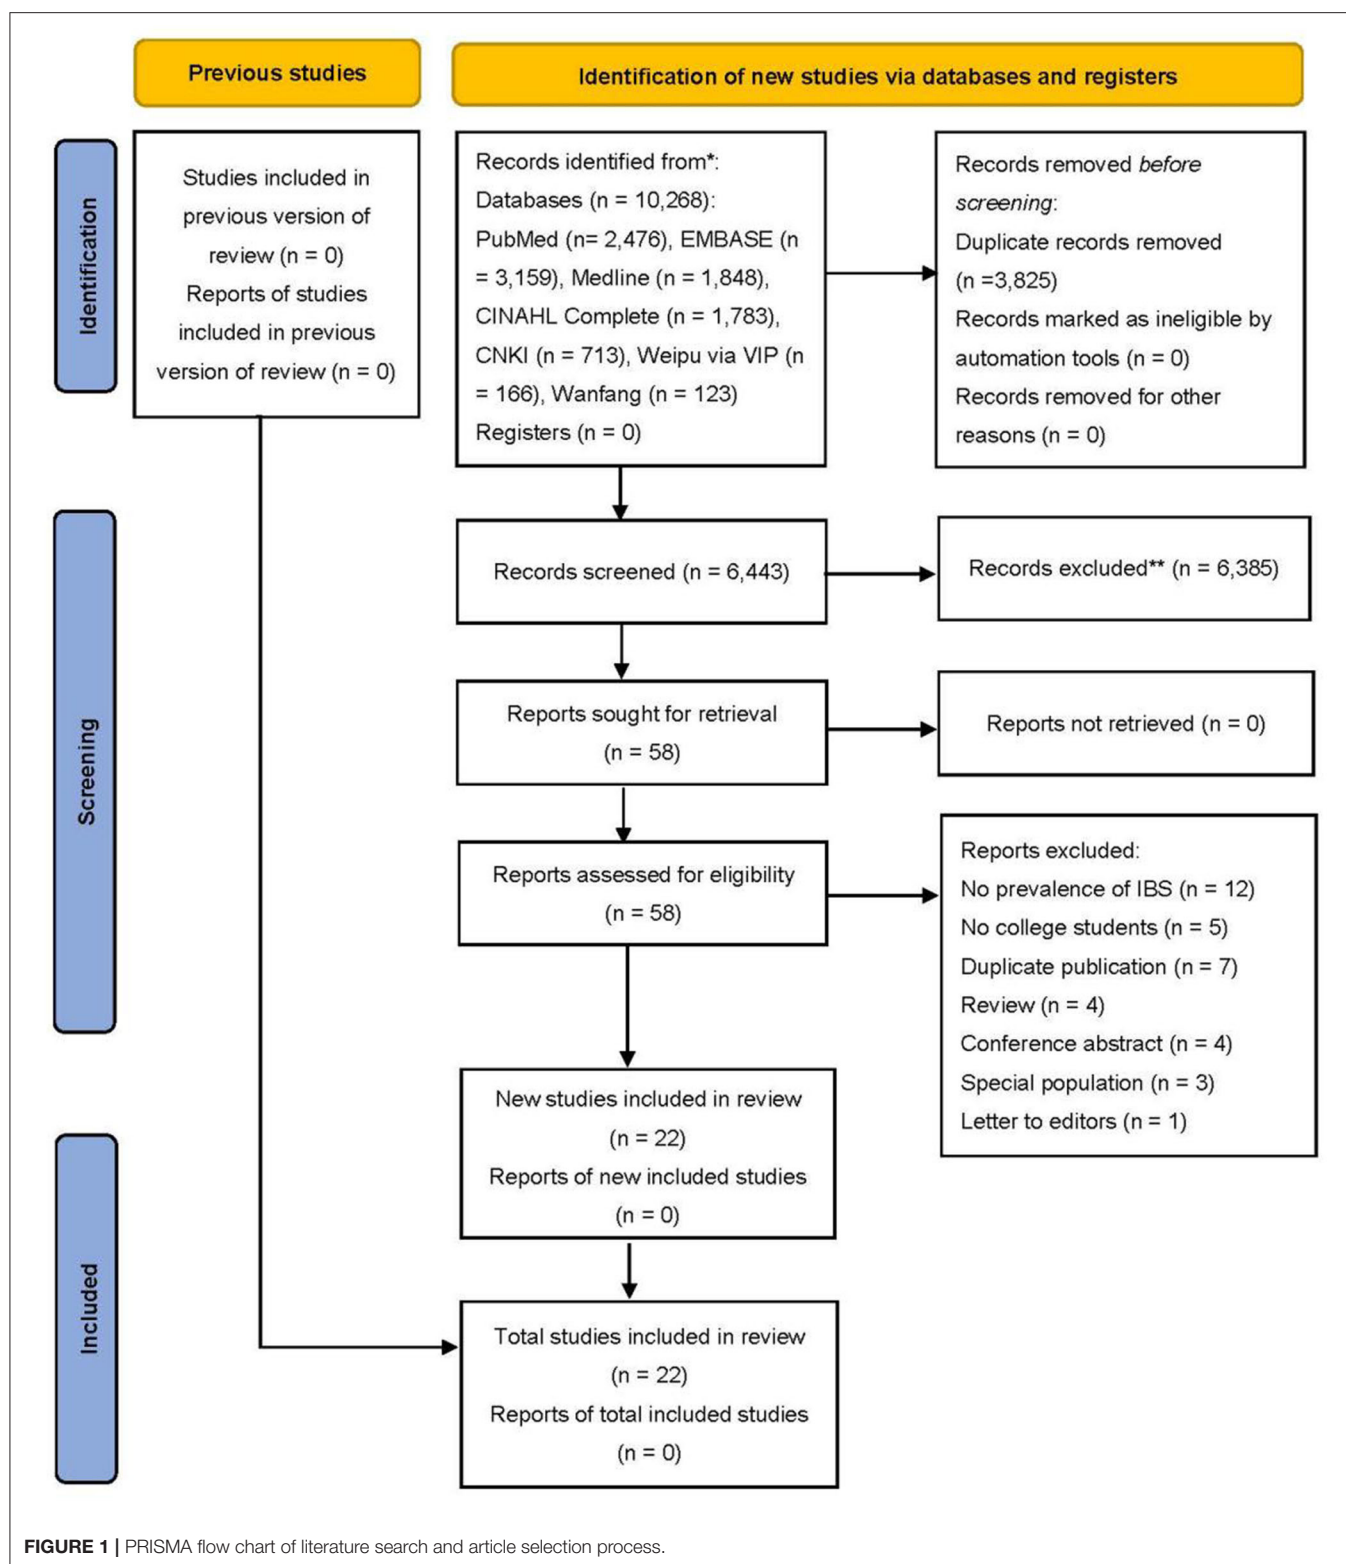 Previous studies
Identification of new studies via databases and registers
Identification
Studies included in
previous version of
review (n = 0)
Reports of studies
included in previous
version of review (n = 0)
Records identified from*:
Databases (n = 10,268):
PubMed (n= 2,476), EMBASE (n
= 3,159), Medline (n = 1,848),
CINAHL Complete (n = 1,783),
CNKI (n = 713), Weipu via VIP (n
= 166), Wanfang (n = 123)
Registers (n = 0)
Records removed before
screening:
Duplicate records removed
(n =3,825)
Records marked as ineligible by
automation tools (n = 0)
Records removed for other
reasons (n = 0)
Screening
Records screened (n = 6,443)
Records excluded** (n = 6,385)
Reports sought for retrieval
(n = 58)
Reports not retrieved (n = 0)
Reports assessed for eligibility
(n = 58)
Reports excluded:
No prevalence of IBS (n = 12)
No college students (n = 5)
Duplicate publication (n = 7)
Review (n = 4)
Conference abstract (n = 4)
Special population (n = 3)
Letter to editors (n = 1)
Included
New studies included in review
(n = 22)
Reports of new included studies
(n = 0)
Total studies included in review
(n = 22)
Reports of total included studies
(n = 0)
FIGURE 1 | PRISMA flow chart of literature search and article selection process.